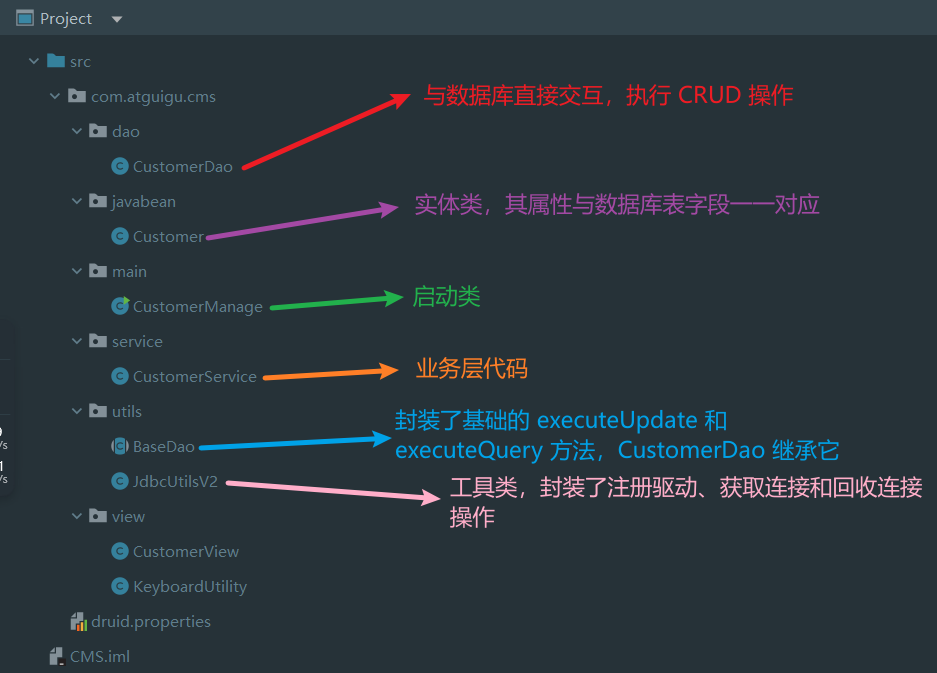 Project
src
com.atguigu.cms
与数据库直接交互，执行 CRUD 操作
dao
CustomerDao
javabean
实体类，其属性与数据库表字段一一对应
Customer
main
启动类
CustomerManage
service
业务层代码
CustomerService
utils
封装了基础的 executeUpdate 和
executeQuery 方法，CustomerDao 继承它
BaseDao
JdbcUtilsV2
工具类，封装了注册驱动、获取连接和回收连接
操作
view
CustomerView
KeyboardUtility
druid.properties
CMS.iml